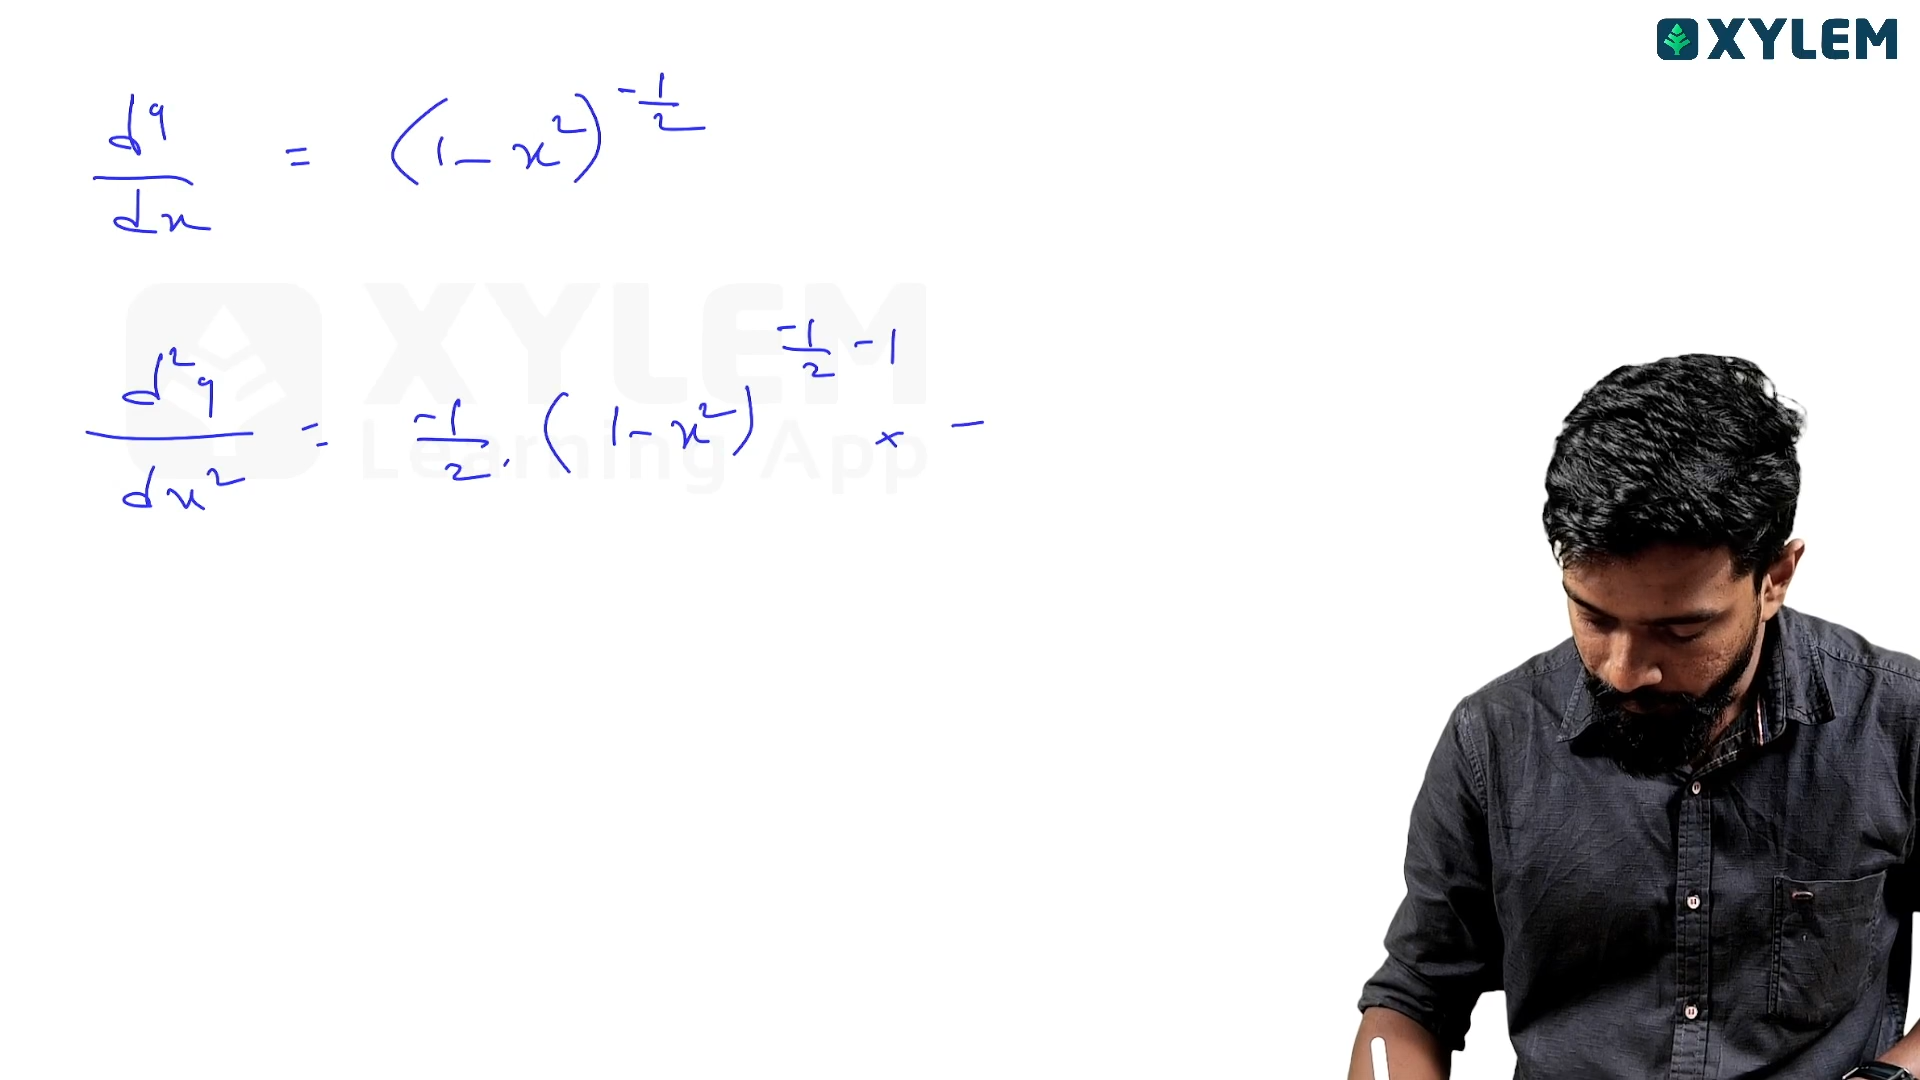 XYLEM
dy/dx = (1 - x²)^(-1/2)
XYLEM
Learning App
d²y/dx² = -1/2 . (1 - x²)^(-1/2 - 1) × -